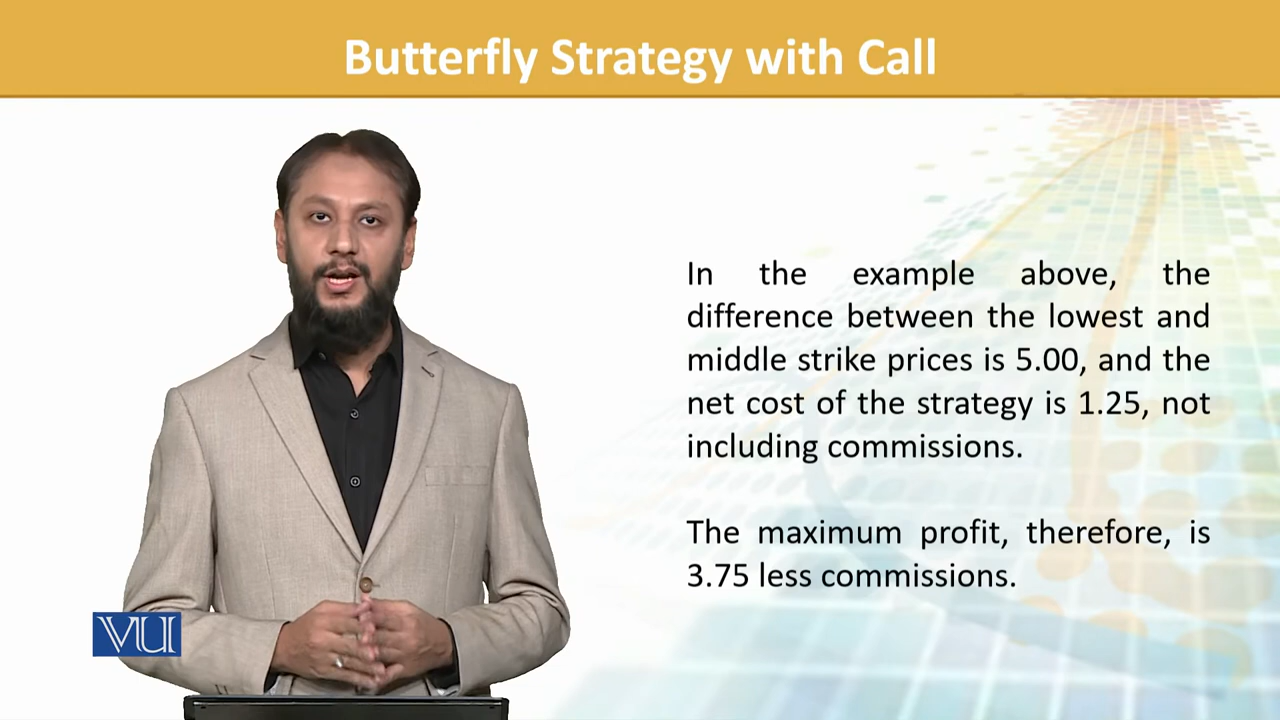 Butterfly Strategy with Call
In the example above, the
difference between the lowest and
middle strike prices is 5.00, and the
net cost of the strategy is 1.25, not
including commissions.
The maximum profit, therefore, is
3.75 less commissions.
VU